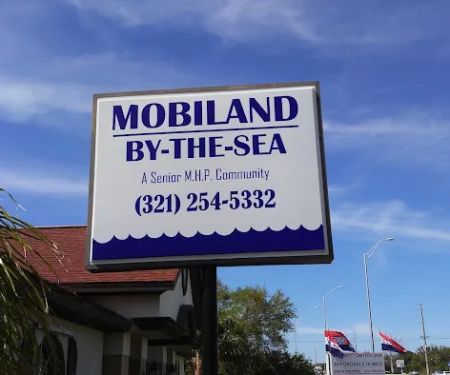 MOBILAND
BY-THE-SEA
A Senior M.H.P. Community
(321) 254-5332